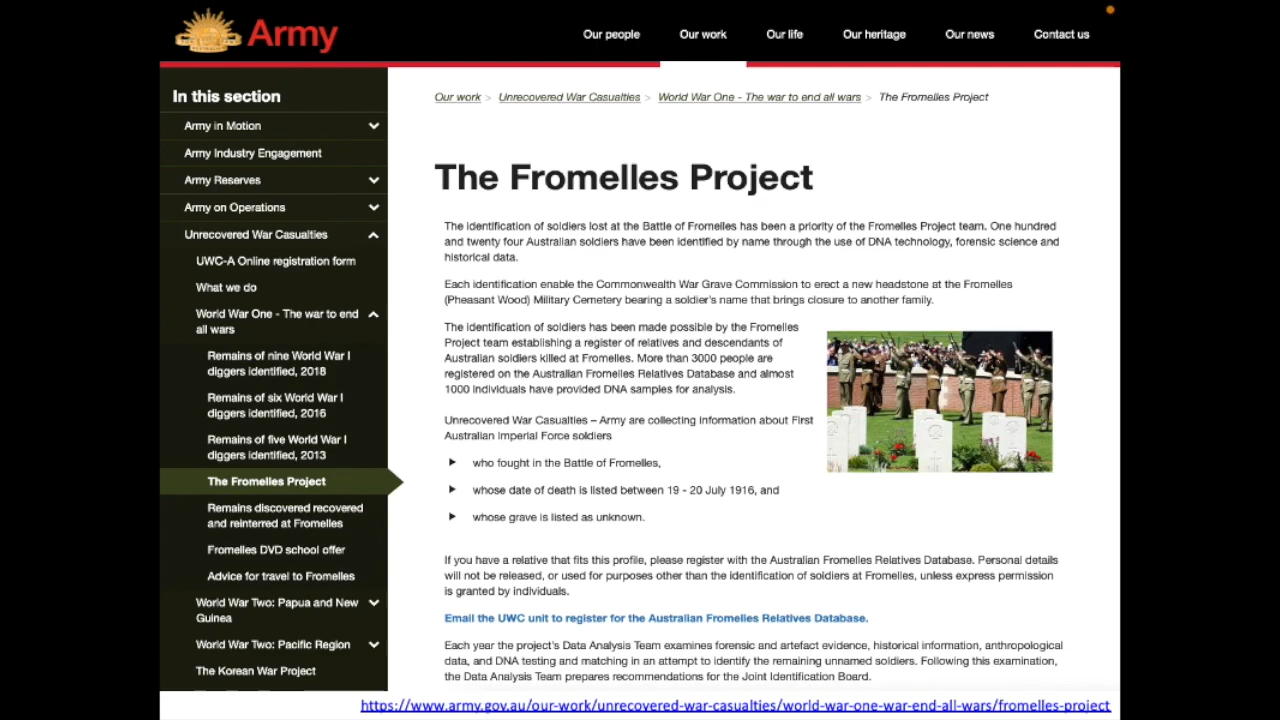 Army
Our people
Our work
Our life
Our heritage
Our news
Contact us
In this section
Army in Motion
Army Industry Engagement
Army Reserves
Army on Operations
Unrecovered War Casualties
UWC-A Online registration form
What we do
World War One - The war to end
all wars
Remains of nine World War I
diggers identified, 2018
Remains of six World War I
diggers identified, 2016
Remains of five World War I
diggers identified, 2013
The Fromelles Project
Remains discovered recovered
and reinterred at Fromelles
Fromelles DVD school offer
Advice for travel to Fromelles
World War Two: Papua and New
Guinea
World War Two: Pacific Region
The Korean War Project
Our work > Unrecovered War Casualties > World War One - The war to end all wars > The Fromelles Project
The Fromelles Project
The identification of soldiers lost at the Battle of Fromelles has been a priority of the Fromelles Project team. One hundred
and twenty four Australian soldiers have been identified by name through the use of DNA technology, forensic science and
historical data.
Each identification enable the Commonwealth War Grave Commission to erect a new headstone at the Fromelles
(Pheasant Wood) Military Cemetery bearing a soldier's name that brings closure to another family.
The identification of soldiers has been made possible by the Fromelles
Project team establishing a register of relatives and descendants of
Australian soldiers killed at Fromelles. More than 3000 people are
registered on the Australian Fromelles Relatives Database and almost
1000 individuals have provided DNA samples for analysis.
Unrecovered War Casualties – Army are collecting information about First
Australian Imperial Force soldiers
who fought in the Battle of Fromelles,
whose date of death is listed between 19 - 20 July 1916, and
whose grave is listed as unknown.
If you have a relative that fits this profile, please register with the Australian Fromelles Relatives Database. Personal details
will not be released, or used for purposes other than the identification of soldiers at Fromelles, unless express permission
is granted by individuals.
Email the UWC unit to register for the Australian Fromelles Relatives Database.
Each year the project's Data Analysis Team examines forensic and artefact evidence, historical information, anthropological
data, and DNA testing and matching in an attempt to identify the remaining unnamed soldiers. Following this examination,
the Data Analysis Team prepares recommendations for the Joint Identification Board.
https://www.army.gov.au/our-work/unrecovered-war-casualties/world-war-one-war-end-all-wars/fromelles-project